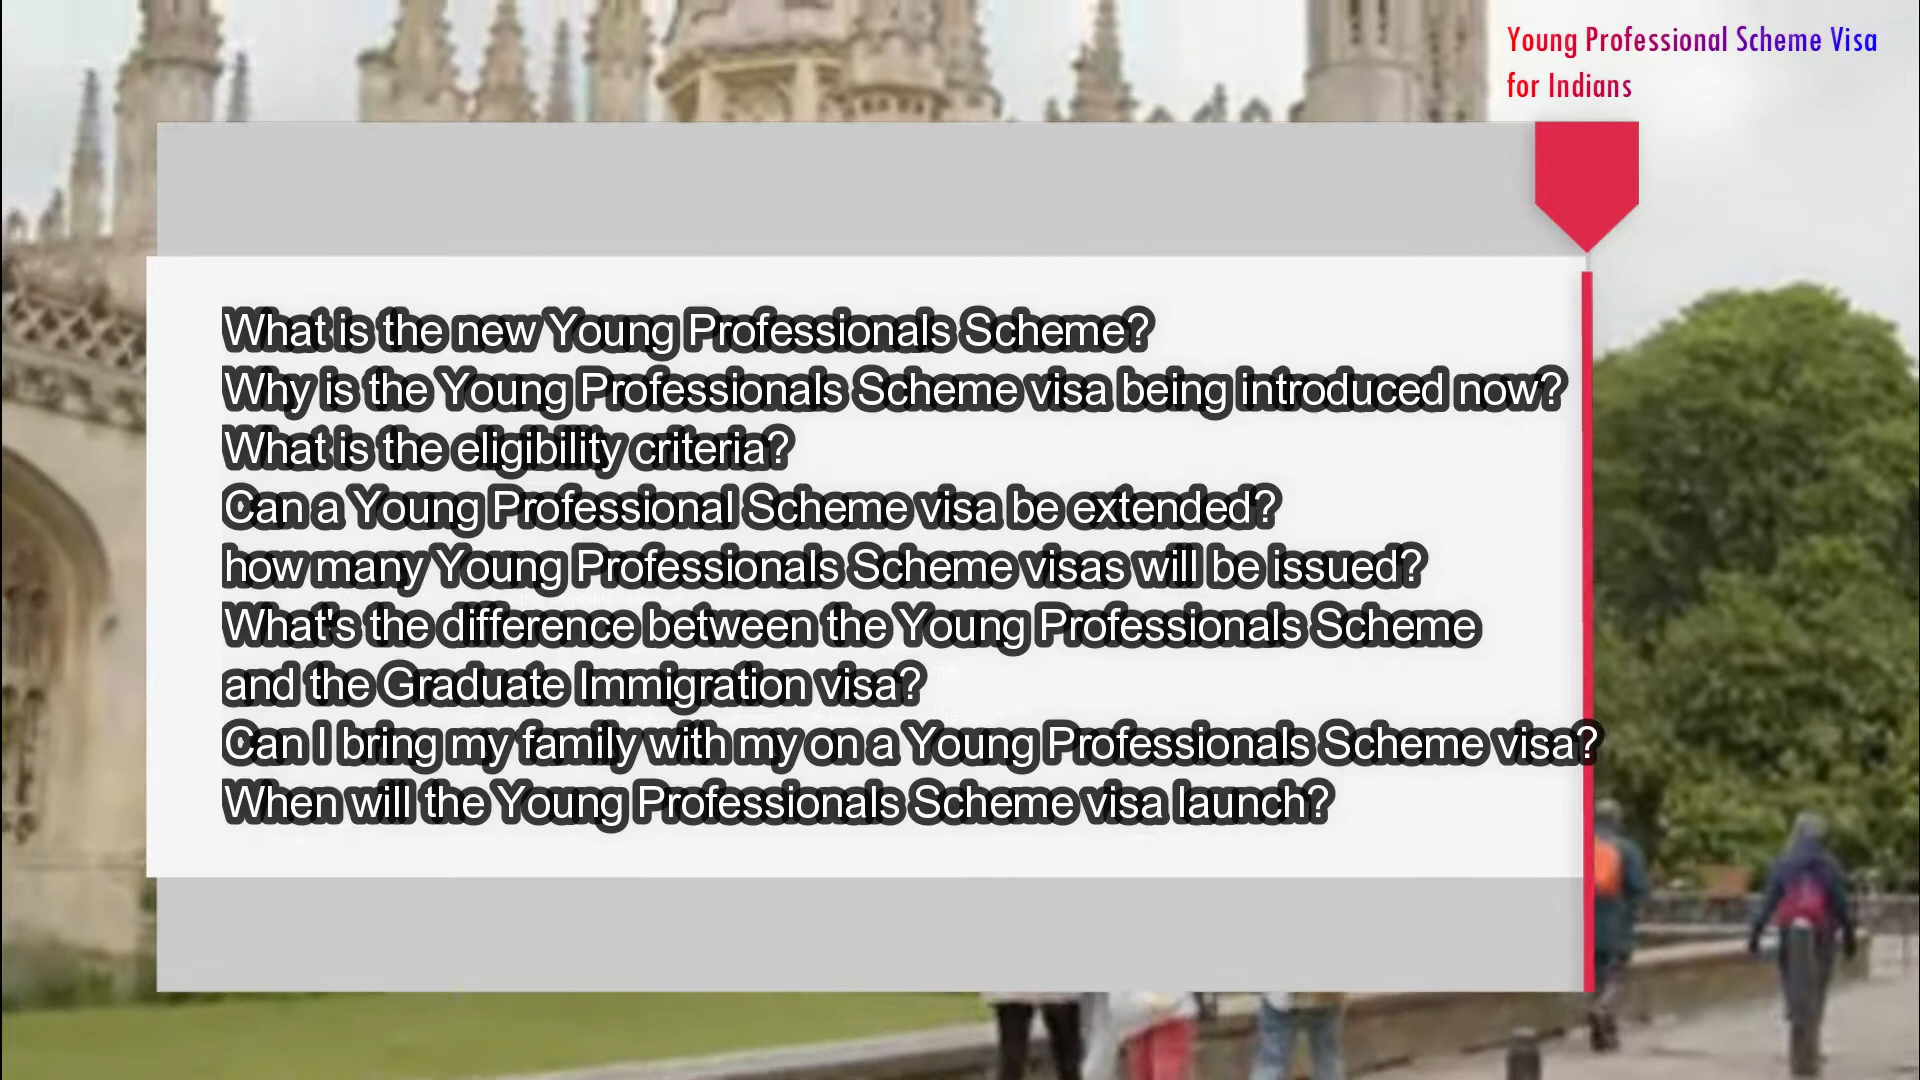 Young Professional Scheme Visa
for Indians
What is the new Young Professionals Scheme?
Why is the Young Professionals Scheme visa being introduced now?
What is the eligibility criteria?
Can a Young Professional Scheme visa be extended?
how many Young Professionals Scheme visas will be issued?
What's the difference between the Young Professionals Scheme
and the Graduate Immigration visa?
Can I bring my family with my on a Young Professionals Scheme visa?
When will the Young Professionals Scheme visa launch?